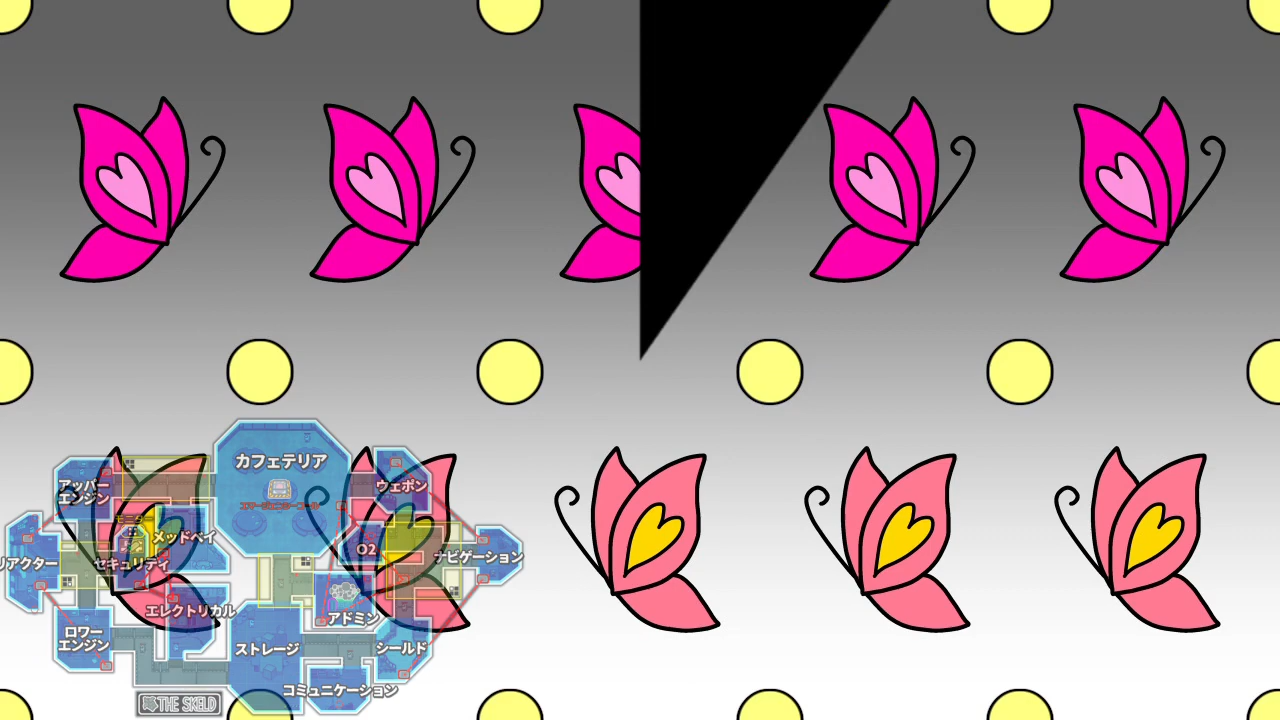 カフェテリア
アッパー
エンジン
ウェポン
モニター
メッドベイ
O2
ナビゲーション
リアクター
セキュリティ
エレクトリカル
アドミン
ロワー
エンジン
ストレージ
シールド
コミュニケーション
THE SKELD